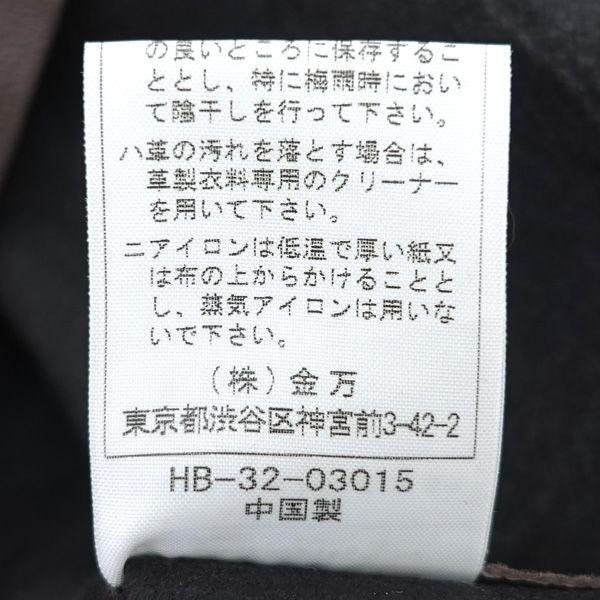 の良いところに保存するこ
ととし、特に梅雨時におい
て陰干しを行って下さい。
ハ革の汚れを落とす場合は、
革製衣料専用のクリーナー
を用いて下さい。
ニアイロンは低温で厚い紙又
は布の上からかけることと
し、蒸気アイロンは用いな
いで下さい。
(株)金万
東京都渋谷区神宮前3-42-2
HB-32-03015
中国製